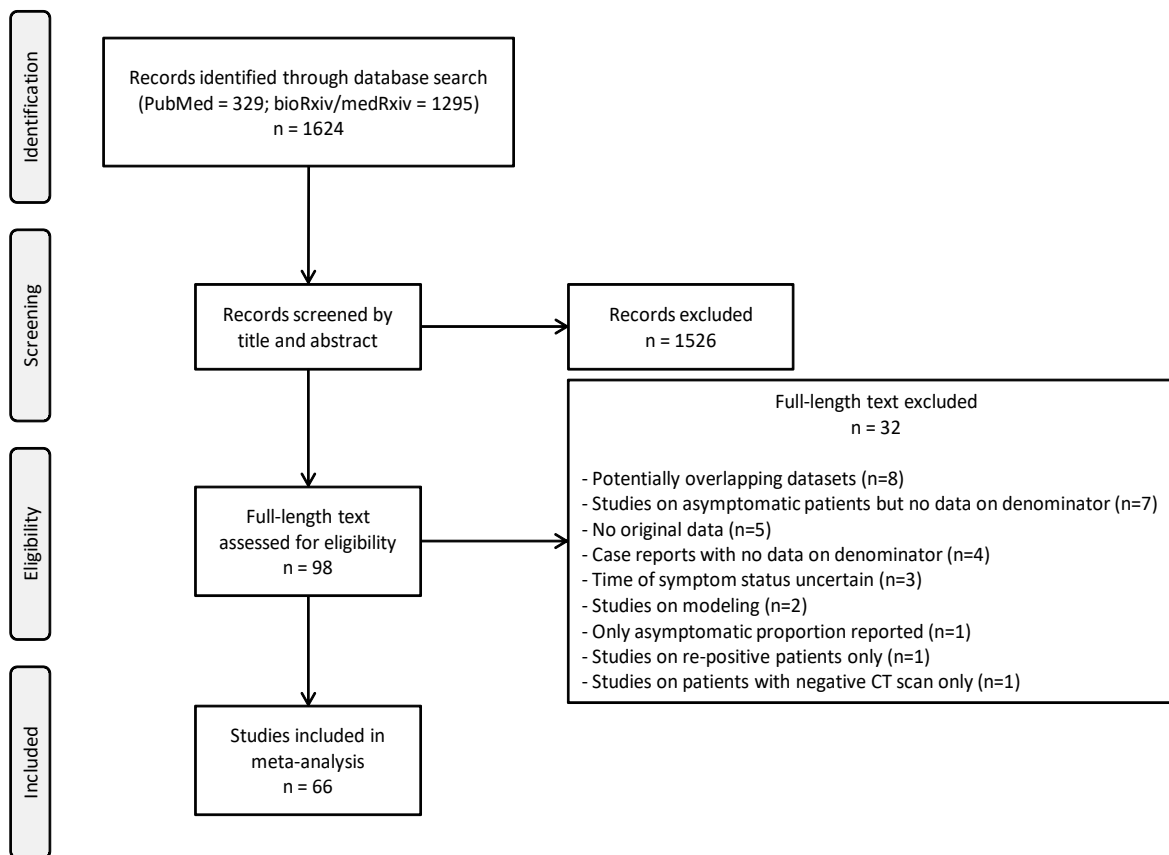 Identification
Records identified through database search
(PubMed = 329; bioRxiv/medRxiv = 1295)
n = 1624
Screening
Records screened by
title and abstract
Records excluded
n = 1526
Eligibility
Full-length text
assessed for eligibility
n = 98
Full-length text excluded
n = 32
- Potentially overlapping datasets (n=8)
- Studies on asymptomatic patients but no data on denominator (n=7)
- No original data (n=5)
- Case reports with no data on denominator (n=4)
- Time of symptom status uncertain (n=3)
- Studies on modeling (n=2)
- Only asymptomatic proportion reported (n=1)
- Studies on re-positive patients only (n=1)
- Studies on patients with negative CT scan only (n=1)
Included
Studies included in
meta-analysis
n = 66